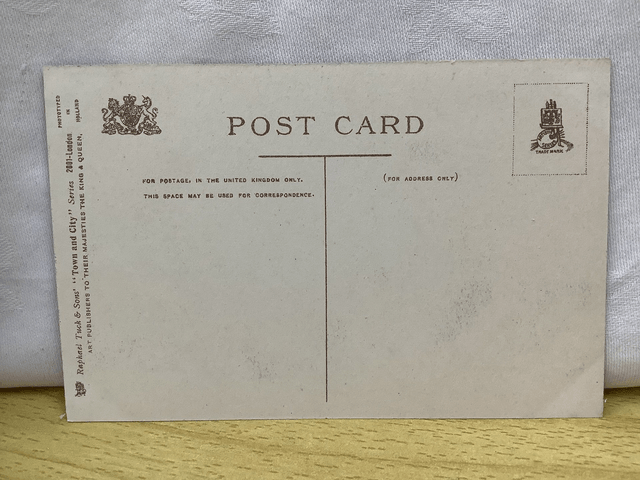 POST CARD
FOR POSTAGE, IN THE UNITED KINGDOM ONLY,
THIS SPACE MAY BE USED FOR CORRESPONDENCE.
(FOR ADDRESS ONLY)
TRADE MARK
PHOTOTYPED
IN
HOLLAND
Raphael Tuck & Sons' "Town and City" Series 2001-London
ART PUBLISHERS TO THEIR MAJESTIES THE KING & QUEEN.